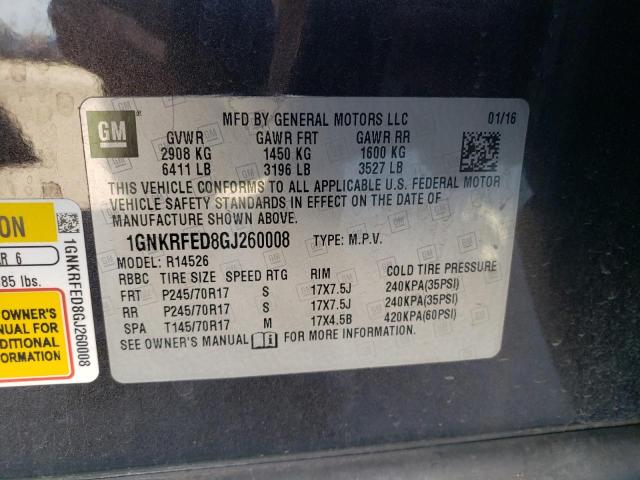 GM
MFD BY GENERAL MOTORS LLC 01/16
GVWR GAWR FRT GAWR RR
2908 KG 1450 KG 1600 KG
6411 LB 3196 LB 3527 LB
THIS VEHICLE CONFORMS TO ALL APPLICABLE U.S. FEDERAL MOTOR
VEHICLE SAFETY STANDARDS IN EFFECT ON THE DATE OF
MANUFACTURE SHOWN ABOVE.
1GNKRFED8GJ260008 TYPE: M.P.V.
MODEL: R14526
RBBC TIRE SIZE SPEED RTG RIM COLD TIRE PRESSURE
FRT P245/70R17 S 17X7.5J 240KPA(35PSI)
RR P245/70R17 S 17X7.5J 240KPA(35PSI)
SPA T145/70R17 M 17X4.5B 420KPA(60PSI)
SEE OWNER'S MANUAL FOR MORE INFORMATION.
ON
R 6
85 lbs.
OWNER'S
NUAL FOR
DITIONAL
ORMATION
1GNKRFED8GJ260008